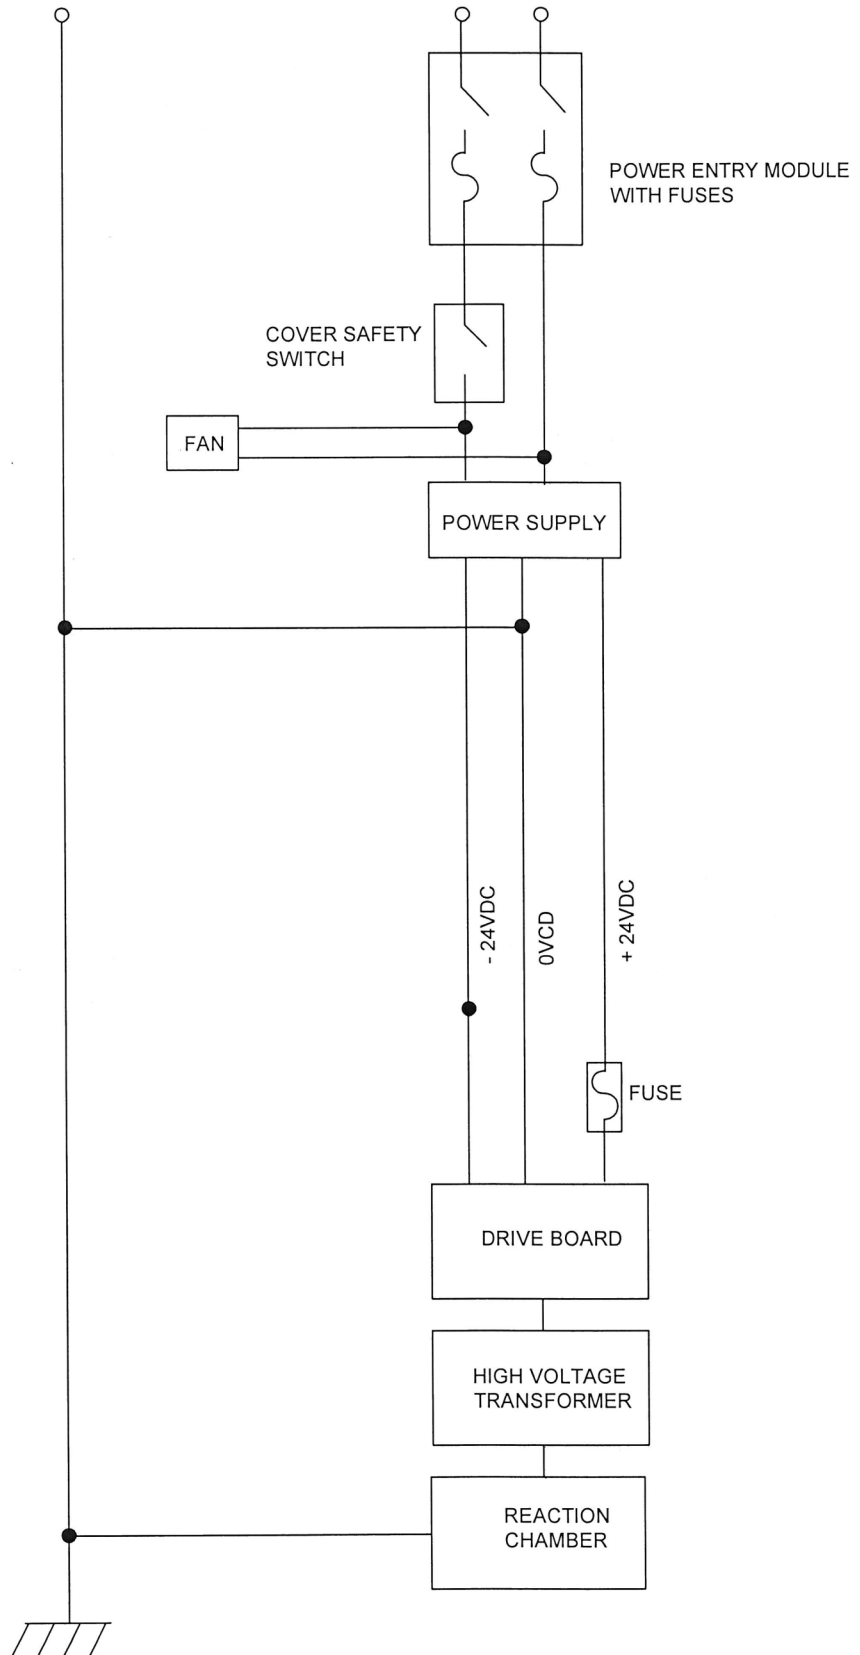 POWER ENTRY MODULE
WITH FUSES
COVER SAFETY
SWITCH
FAN
POWER SUPPLY
- 24VDC
0VCD
+ 24VDC
FUSE
DRIVE BOARD
HIGH VOLTAGE
TRANSFORMER
REACTION
CHAMBER